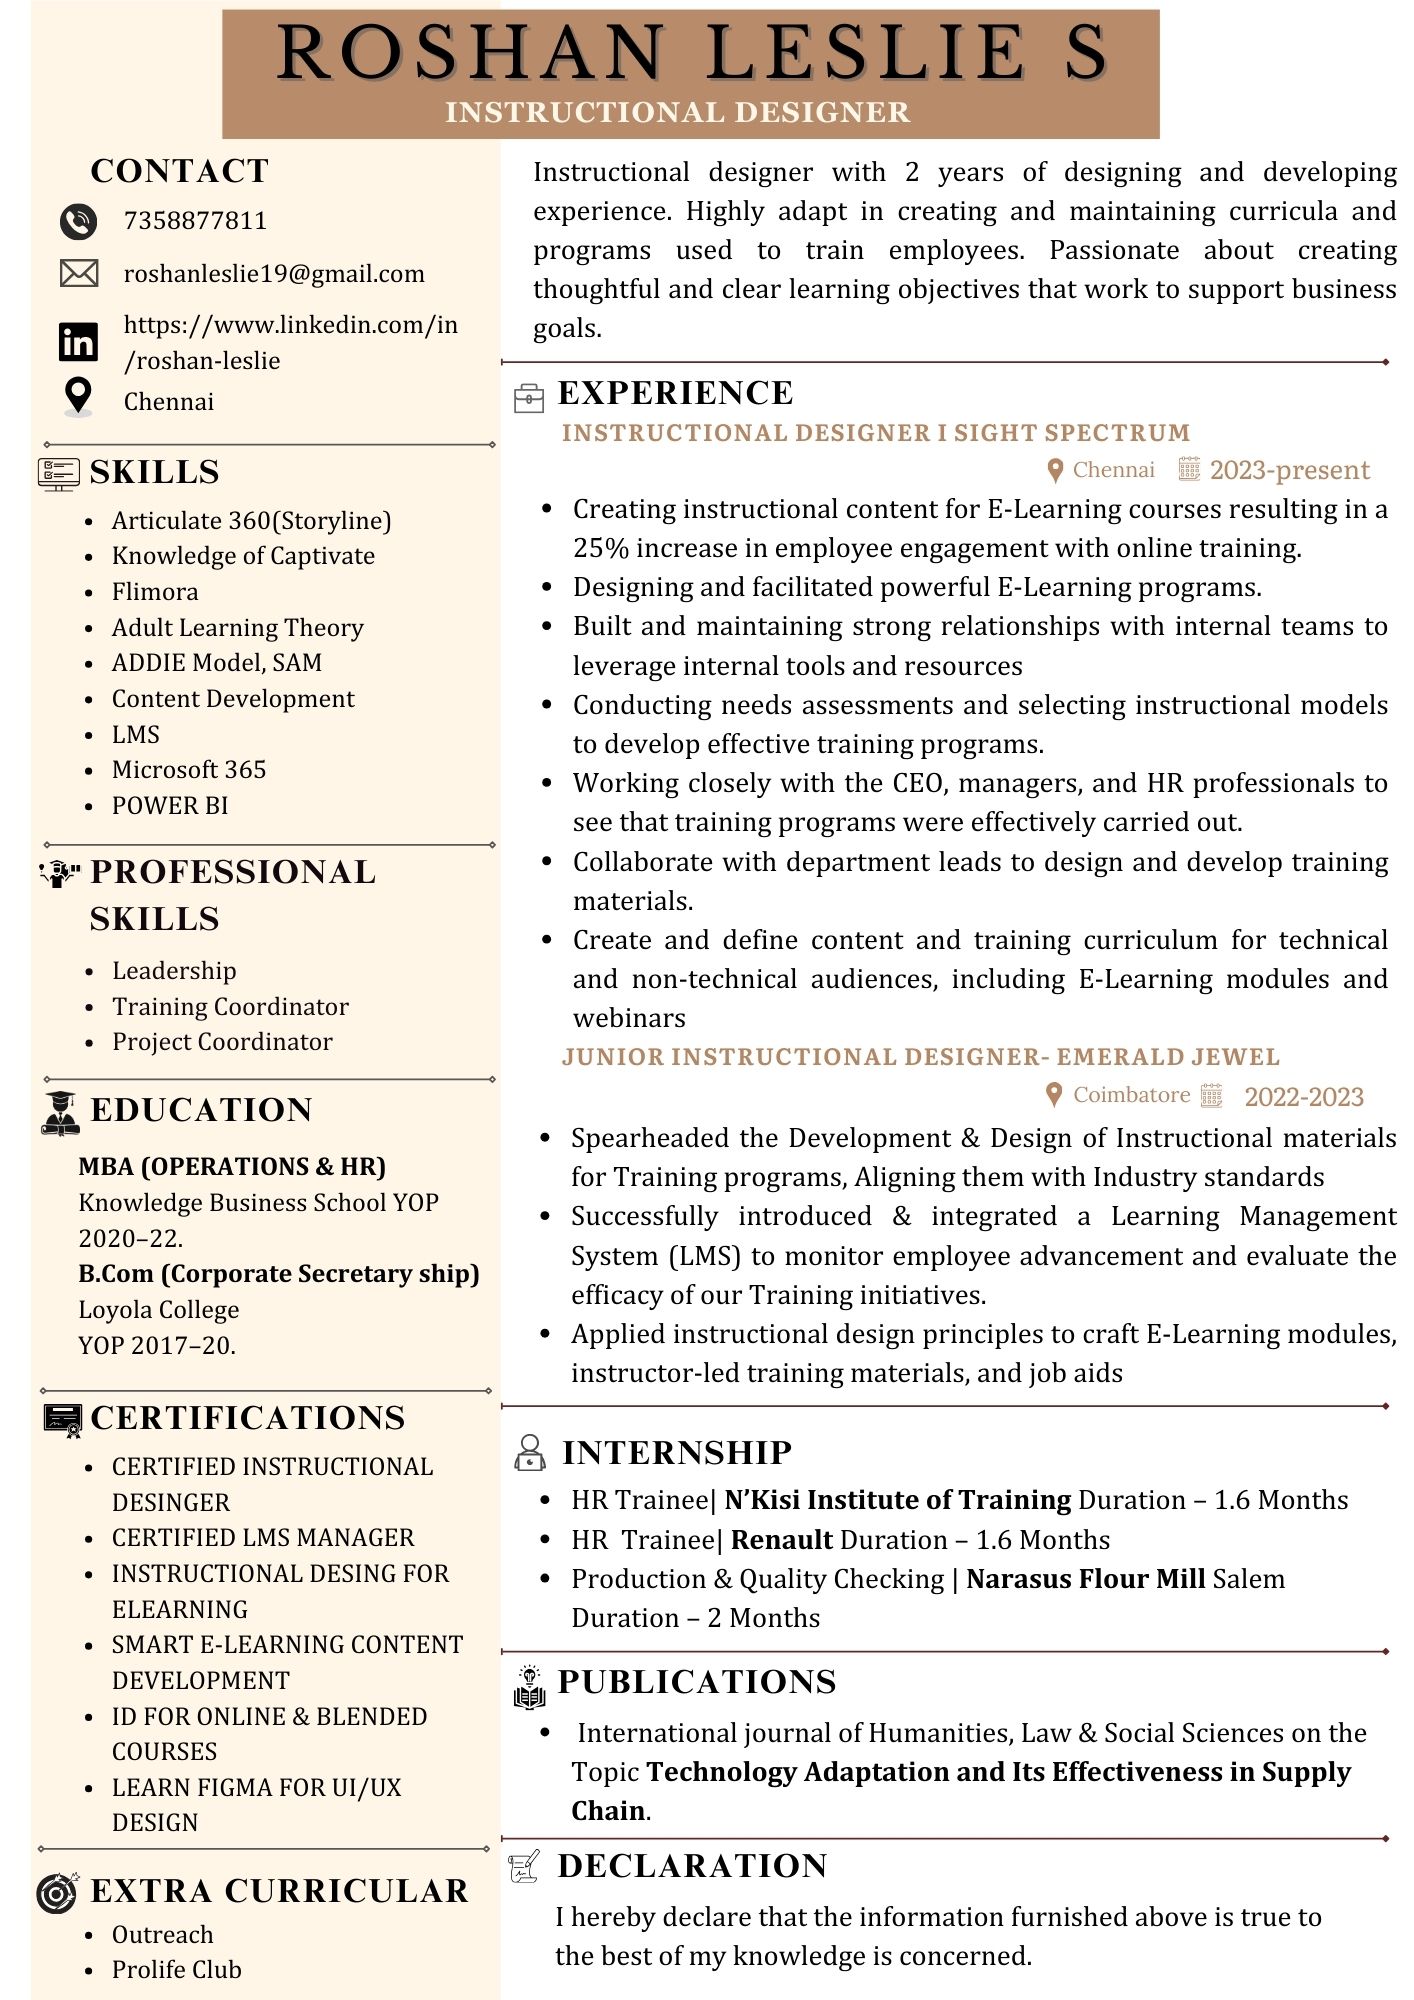 ROSHAN LESLIE S
INSTRUCTIONAL DESIGNER
CONTACT
7358877811
roshanleslie19@gmail.com
https://www.linkedin.com/in
/roshan-leslie
Chennai
SKILLS
• Articulate 360(Storyline)
• Knowledge of Captivate
• Flimora
• Adult Learning Theory
• ADDIE Model, SAM
• Content Development
• LMS
• Microsoft 365
• POWER BI
PROFESSIONAL
SKILLS
• Leadership
• Training Coordinator
• Project Coordinator
EDUCATION
MBA (OPERATIONS & HR)
Knowledge Business School YOP
2020–22.
B.Com (Corporate Secretary ship)
Loyola College
YOP 2017–20.
CERTIFICATIONS
• CERTIFIED INSTRUCTIONAL
DESINGER
• CERTIFIED LMS MANAGER
• INSTRUCTIONAL DESING FOR
ELEARNING
• SMART E-LEARNING CONTENT
DEVELOPMENT
• ID FOR ONLINE & BLENDED
COURSES
• LEARN FIGMA FOR UI/UX
DESIGN
EXTRA CURRICULAR
• Outreach
• Prolife Club
Instructional designer with 2 years of designing and developing
experience. Highly adapt in creating and maintaining curricula and
programs used to train employees. Passionate about creating
thoughtful and clear learning objectives that work to support business
goals.
EXPERIENCE
INSTRUCTIONAL DESIGNER I SIGHT SPECTRUM
Chennai 2023-present
• Creating instructional content for E-Learning courses resulting in a
25% increase in employee engagement with online training.
• Designing and facilitated powerful E-Learning programs.
• Built and maintaining strong relationships with internal teams to
leverage internal tools and resources
• Conducting needs assessments and selecting instructional models
to develop effective training programs.
• Working closely with the CEO, managers, and HR professionals to
see that training programs were effectively carried out.
• Collaborate with department leads to design and develop training
materials.
• Create and define content and training curriculum for technical
and non-technical audiences, including E-Learning modules and
webinars
JUNIOR INSTRUCTIONAL DESIGNER- EMERALD JEWEL
Coimbatore 2022-2023
• Spearheaded the Development & Design of Instructional materials
for Training programs, Aligning them with Industry standards
• Successfully introduced & integrated a Learning Management
System (LMS) to monitor employee advancement and evaluate the
efficacy of our Training initiatives.
• Applied instructional design principles to craft E-Learning modules,
instructor-led training materials, and job aids
INTERNSHIP
• HR Trainee| N’Kisi Institute of Training Duration – 1.6 Months
• HR Trainee| Renault Duration – 1.6 Months
• Production & Quality Checking | Narasus Flour Mill Salem
Duration – 2 Months
PUBLICATIONS
• International journal of Humanities, Law & Social Sciences on the
Topic Technology Adaptation and Its Effectiveness in Supply
Chain.
DECLARATION
I hereby declare that the information furnished above is true to
the best of my knowledge is concerned.